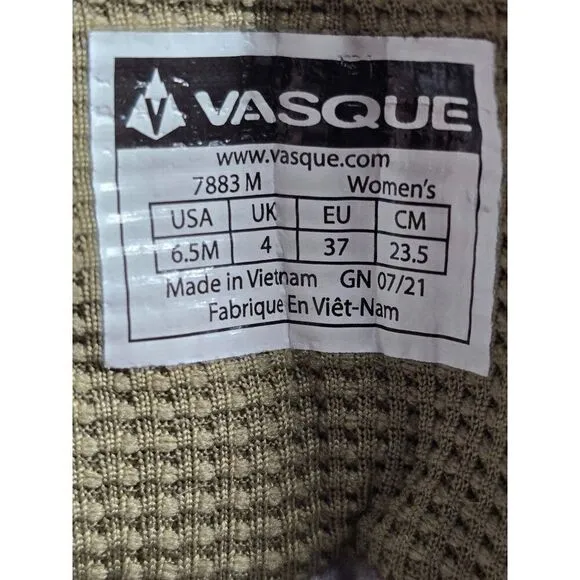 VASQUE
www.vasque.com
7883 M Women's
USA UK EU CM
6.5M 4 37 23.5
Made in Vietnam GN 07/21
Fabrique En Viêt-Nam